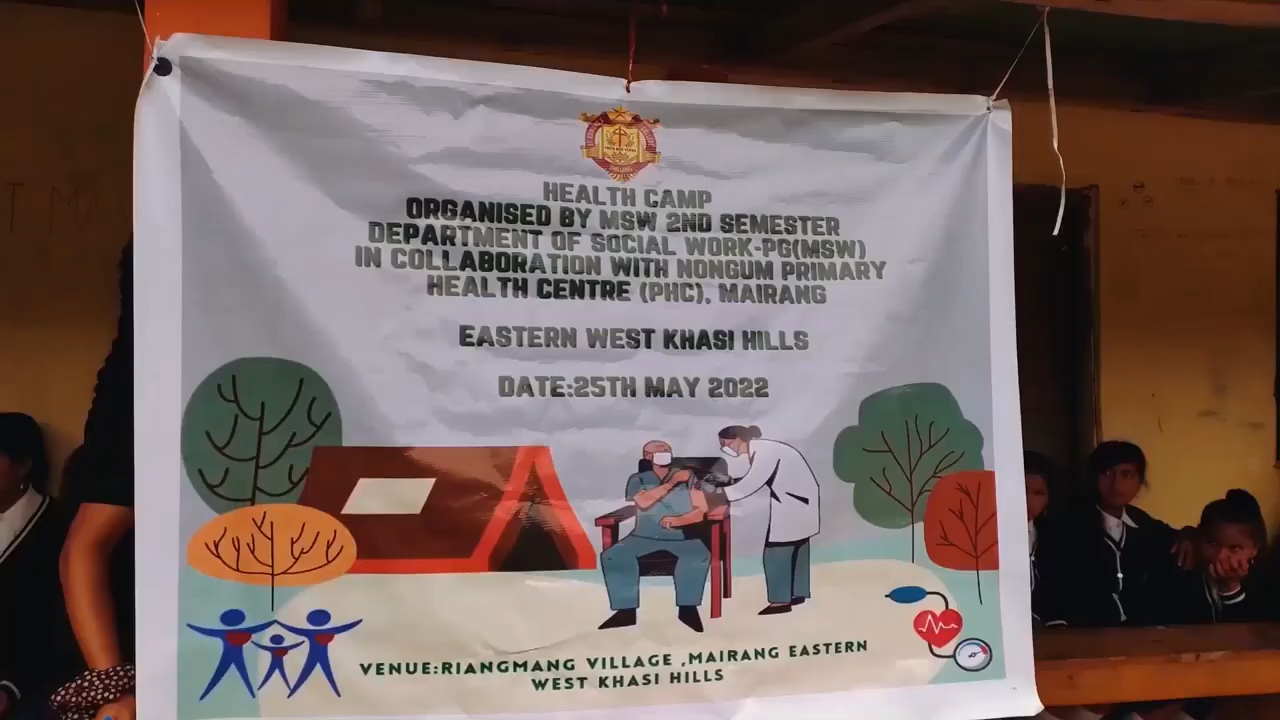 HEALTH CAMP
ORGANISED BY MSW 2ND SEMESTER
DEPARTMENT OF SOCIAL WORK-PG(MSW)
IN COLLABORATION WITH NONGUM PRIMARY
HEALTH CENTRE (PHC), MAIRANG
EASTERN WEST KHASI HILLS
DATE:25TH MAY 2022
VENUE:RIANGMANG VILLAGE ,MAIRANG EASTERN
WEST KHASI HILLS